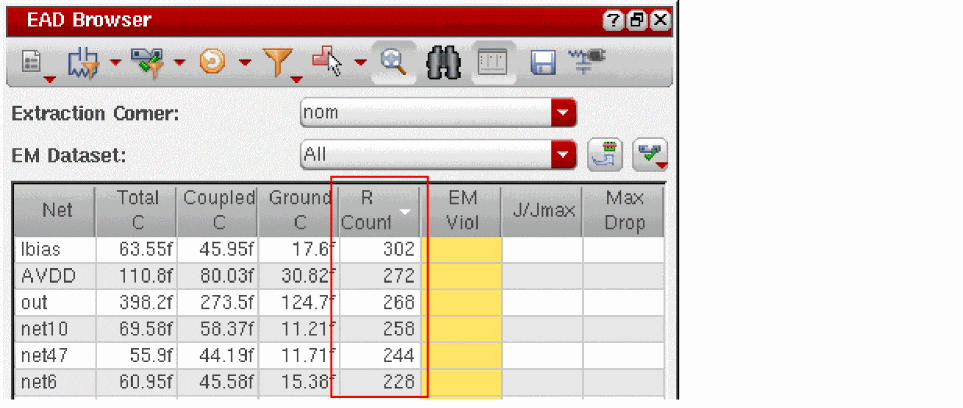 EAD Browser
Extraction Corner: nom
EM Dataset: All
Net Total C Coupled C Ground C R Count EM Viol J/Jmax Max Drop
Ibias 63.55f 45.95f 17.6f 302
AVDD 110.8f 80.03f 30.82f 272
out 398.2f 273.5f 124.7f 268
net10 69.58f 58.37f 11.21f 258
net47 55.9f 44.19f 11.71f 244
net6 60.95f 45.58f 15.38f 228